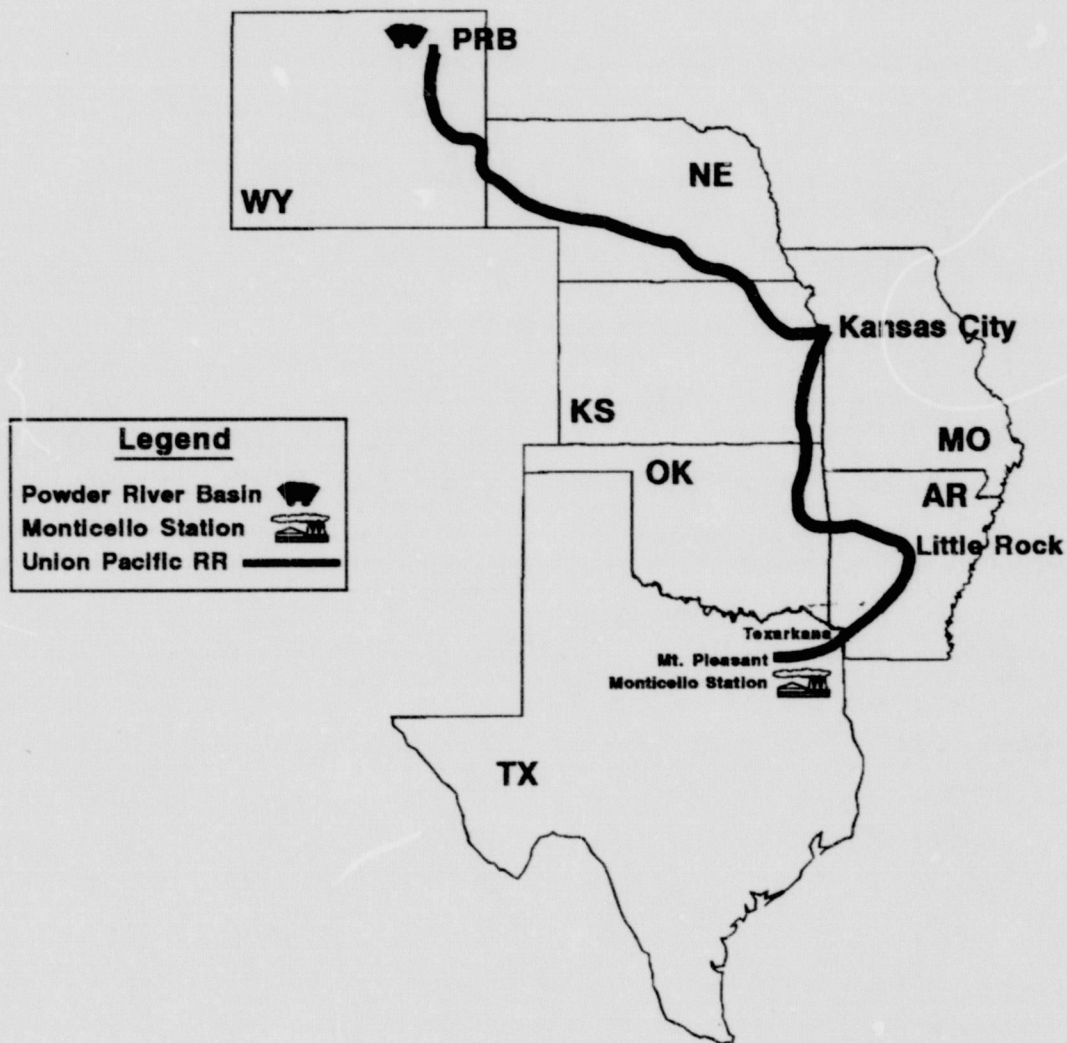 PRB
NE
WY
Kansas City
KS
MO
OK
AR
Little Rock
Texarkana
Mt. Pleasant
Monticello Station
TX
Legend
Powder River Basin
Monticello Station
Union Pacific RR